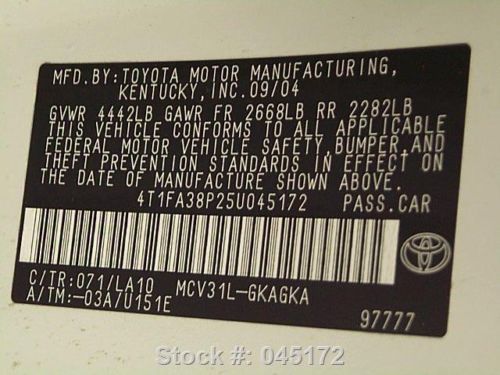 MFD.BY:TOYOTA MOTOR MANUFACTURING,
KENTUCKY, INC.09/04
GVWR 4442LB GAWR FR 2668LB RR 2282LB
THIS VEHICLE CONFORMS TO ALL APPLICABLE
FEDERAL MOTOR VEHICLE SAFETY,BUMPER,AND
THEFT PREVENTION STANDARDS IN EFFECT ON
THE DATE OF MANUFACTURE SHOWN ABOVE.
4T1FA38P25U045172 PASS.CAR
C/TR:071/LA10 MCV31L-GKAGKA
A/TM:-03A/U151E
97777
Stock #: 045172